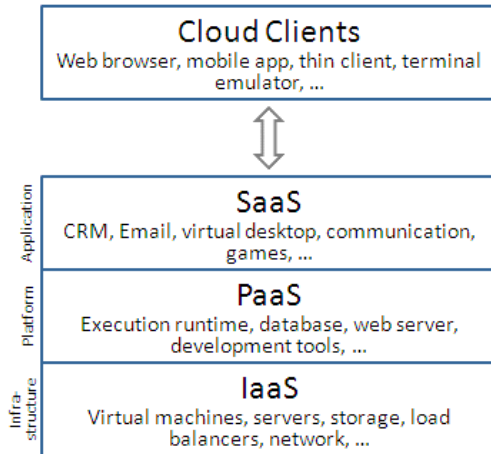 Cloud Clients
Web browser, mobile app, thin client, terminal
emulator, ...
Application
SaaS
CRM, Email, virtual desktop, communication,
games, ...
Platform
PaaS
Execution runtime, database, web server,
development tools, ...
Infra-
structure
IaaS
Virtual machines, servers, storage, load
balancers, network, ...